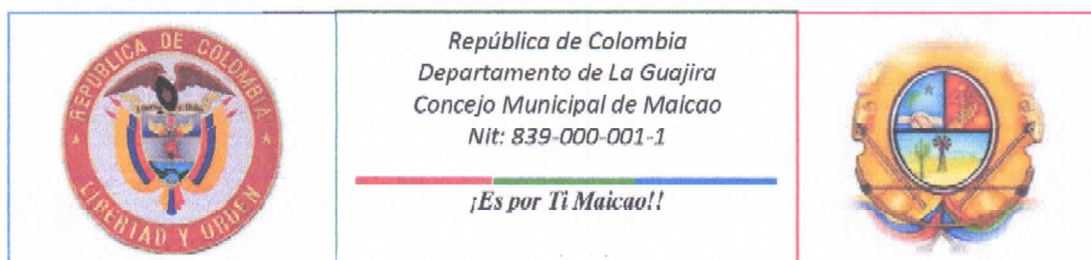 REPÚBLICA DE COLOMBIA
LIBERTAD Y ORDEN
República de Colombia
Departamento de La Guajira
Concejo Municipal de Maicao
Nit: 839-000-001-1
¡Es por Ti Maicao!!